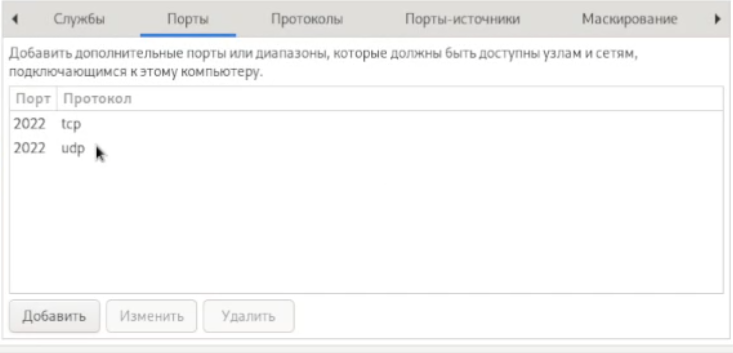 Службы Порты Протоколы Порты-источники Маскирование
Добавить дополнительные порты или диапазоны, которые должны быть доступны узлам и сетям,
подключающимся к этому компьютеру.
Порт Протокол
2022 tcp
2022 udp
Добавить Изменить Удалить